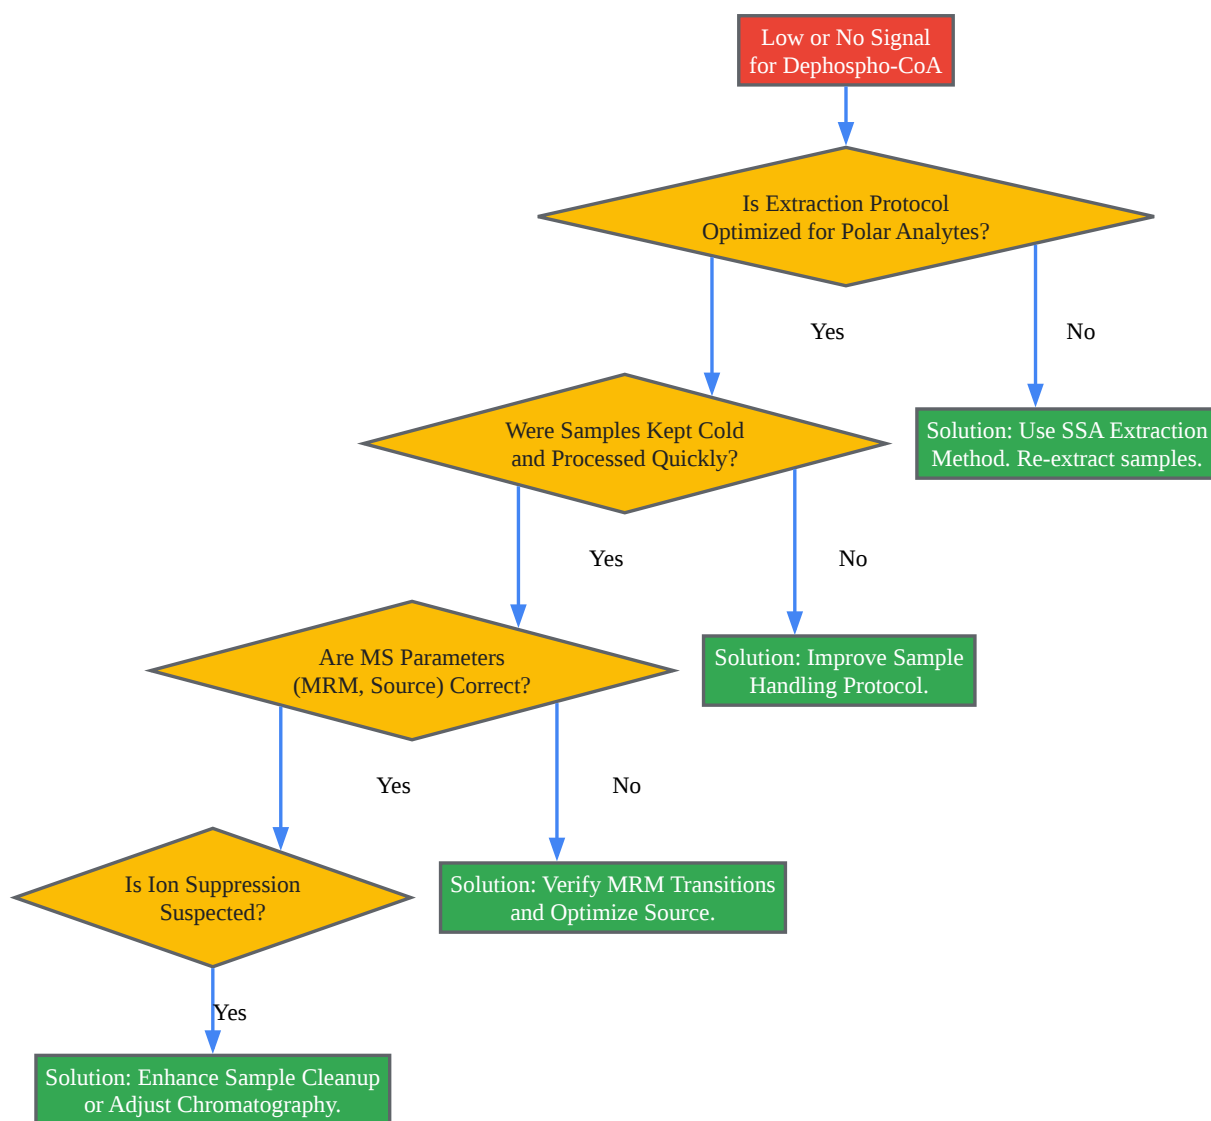 Low or No Signal
for Dephospho-CoA
Is Extraction Protocol
Optimized for Polar Analytes?
Yes
No
Were Samples Kept Cold
and Processed Quickly?
Solution: Use SSA Extraction
Method. Re-extract samples.
Yes
No
Are MS Parameters
(MRM, Source) Correct?
Solution: Improve Sample
Handling Protocol.
Yes
No
Is Ion Suppression
Suspected?
Solution: Verify MRM Transitions
and Optimize Source.
Yes
Solution: Enhance Sample Cleanup
or Adjust Chromatography.